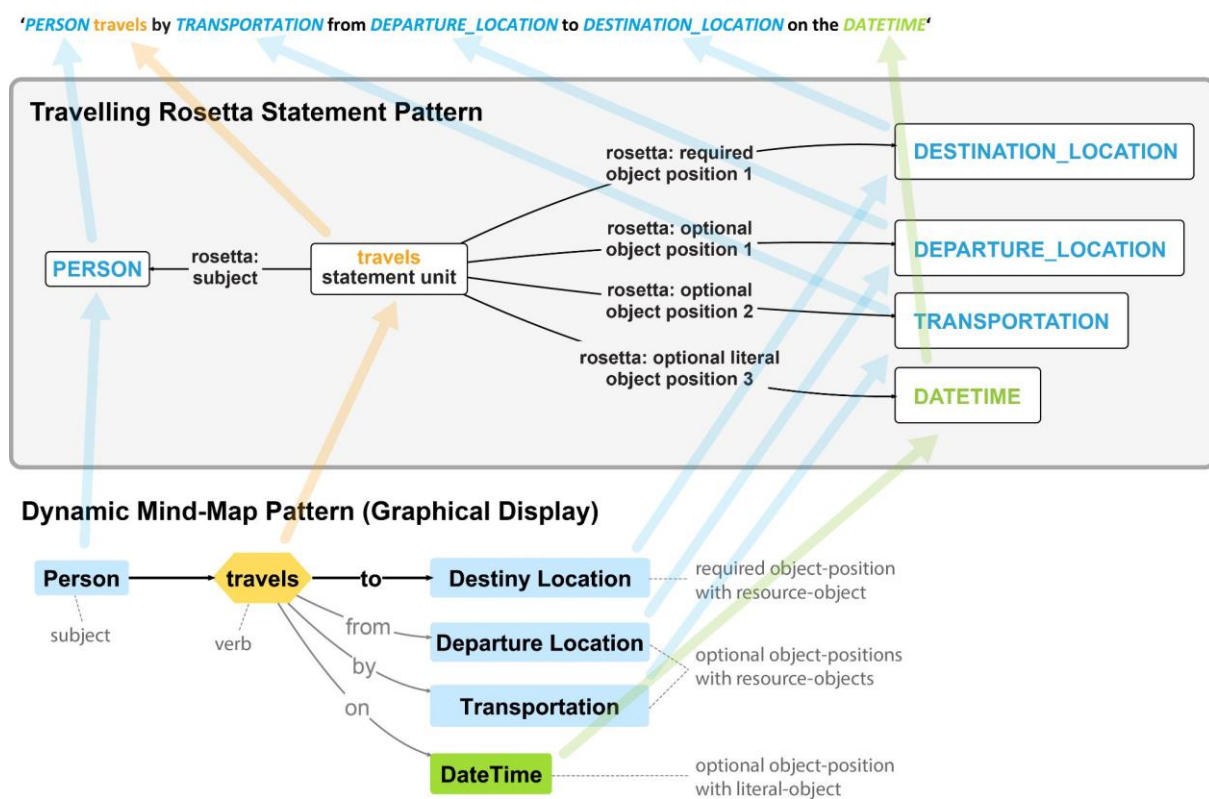 ‘PERSON travels by TRANSPORTATION from DEPARTURE_LOCATION to DESTINATION_LOCATION on the DATETIME‘
Travelling Rosetta Statement Pattern
PERSON
rosetta:
subject
travels
statement unit
rosetta: required
object position 1
DESTINATION_LOCATION
rosetta: optional
object position 1
DEPARTURE_LOCATION
rosetta: optional
object position 2
TRANSPORTATION
rosetta: optional literal
object position 3
DATETIME
Dynamic Mind-Map Pattern (Graphical Display)
Person
travels
to
Destiny Location
required object-position
with resource-object
subject
verb
from
Departure Location
optional object-positions
with resource-objects
by
Transportation
on
DateTime
optional object-position
with literal-object